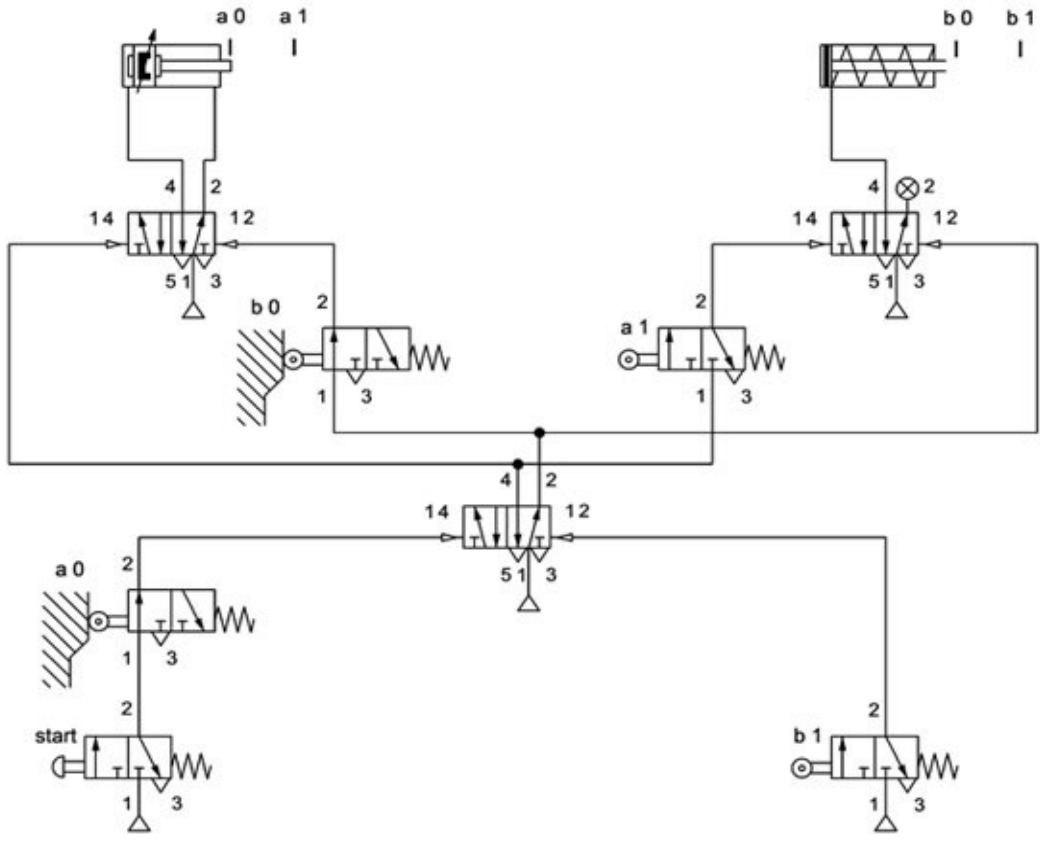 a 0 a 1 b 0 b 1
4 2 4 2
14 12 14 12
5 1 3 5 1 3
b 0 2 a 1 2
1 3 1 3
4 2
14 12
a 0 2 5 1 3
1 3
start 2 b 1 2
1 3 1 3